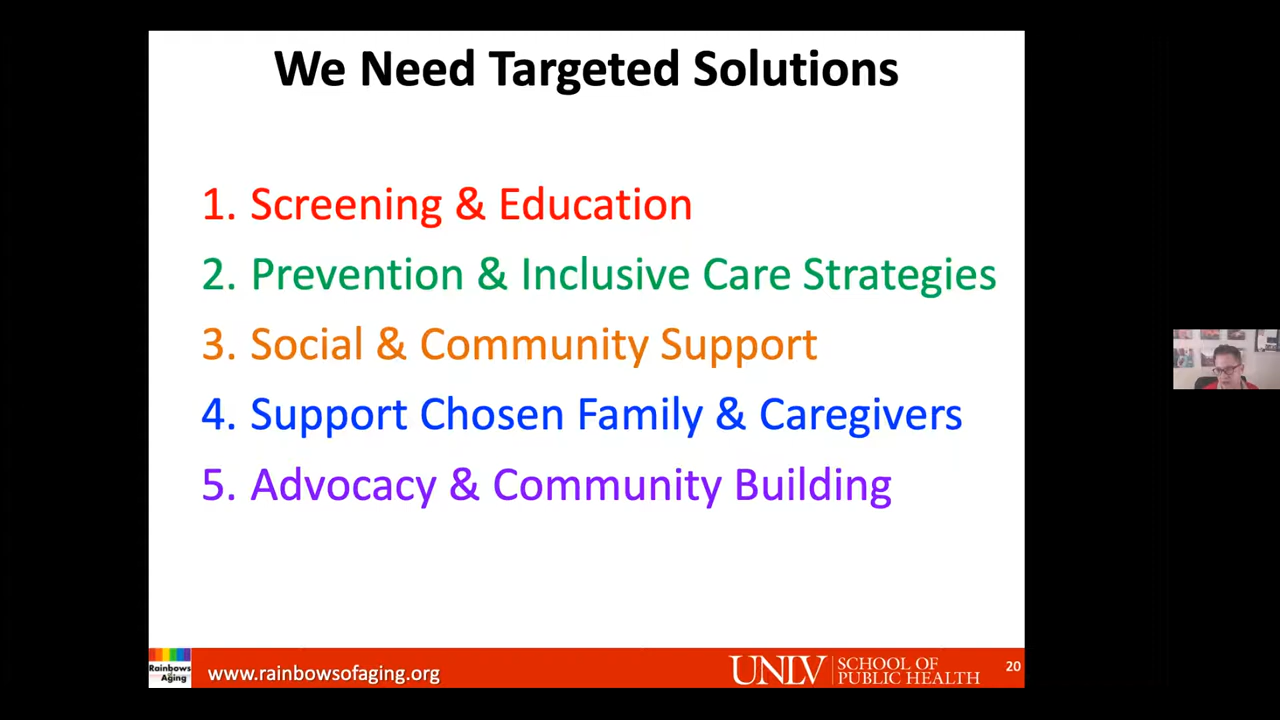 We Need Targeted Solutions
1. Screening & Education
2. Prevention & Inclusive Care Strategies
3. Social & Community Support
4. Support Chosen Family & Caregivers
5. Advocacy & Community Building
Rainbows
Aging
www.rainbowsofaging.org
UNLV SCHOOL OF
PUBLIC HEALTH
20